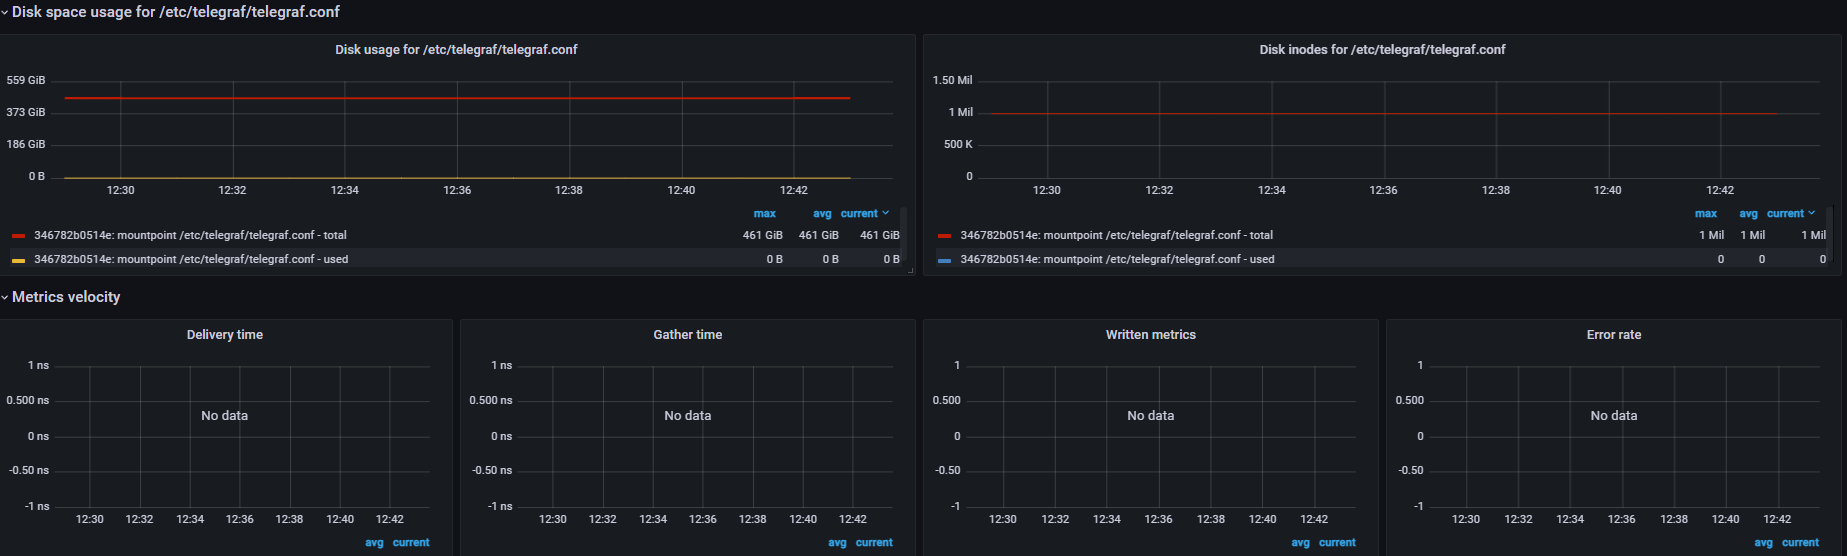 Disk space usage for /etc/telegraf/telegraf.conf
Disk usage for /etc/telegraf/telegraf.conf
559 GiB
373 GiB
186 GiB
0 B
12:30 12:32 12:34 12:36 12:38 12:40 12:42
max avg current
346782b0514e: mountpoint /etc/telegraf/telegraf.conf - total 461 GiB 461 GiB 461 GiB
346782b0514e: mountpoint /etc/telegraf/telegraf.conf - used 0 B 0 B 0 B
Disk inodes for /etc/telegraf/telegraf.conf
1.50 Mil
1 Mil
500 K
0
12:30 12:32 12:34 12:36 12:38 12:40 12:42
max avg current
346782b0514e: mountpoint /etc/telegraf/telegraf.conf - total 1 Mil 1 Mil 1 Mil
346782b0514e: mountpoint /etc/telegraf/telegraf.conf - used 0 0 0
Metrics velocity
Delivery time
1 ns
0.500 ns
No data
0 ns
-0.50 ns
-1 ns
12:30 12:32 12:34 12:36 12:38 12:40 12:42
avg current
Gather time
1 ns
0.500 ns
No data
0 ns
-0.50 ns
-1 ns
12:30 12:32 12:34 12:36 12:38 12:40 12:42
avg current
Written metrics
1
0.500
No data
0
-0.50
-1
12:30 12:32 12:34 12:36 12:38 12:40 12:42
avg current
Error rate
1
0.500
No data
0
-0.50
-1
12:30 12:32 12:34 12:36 12:38 12:40 12:42
avg current